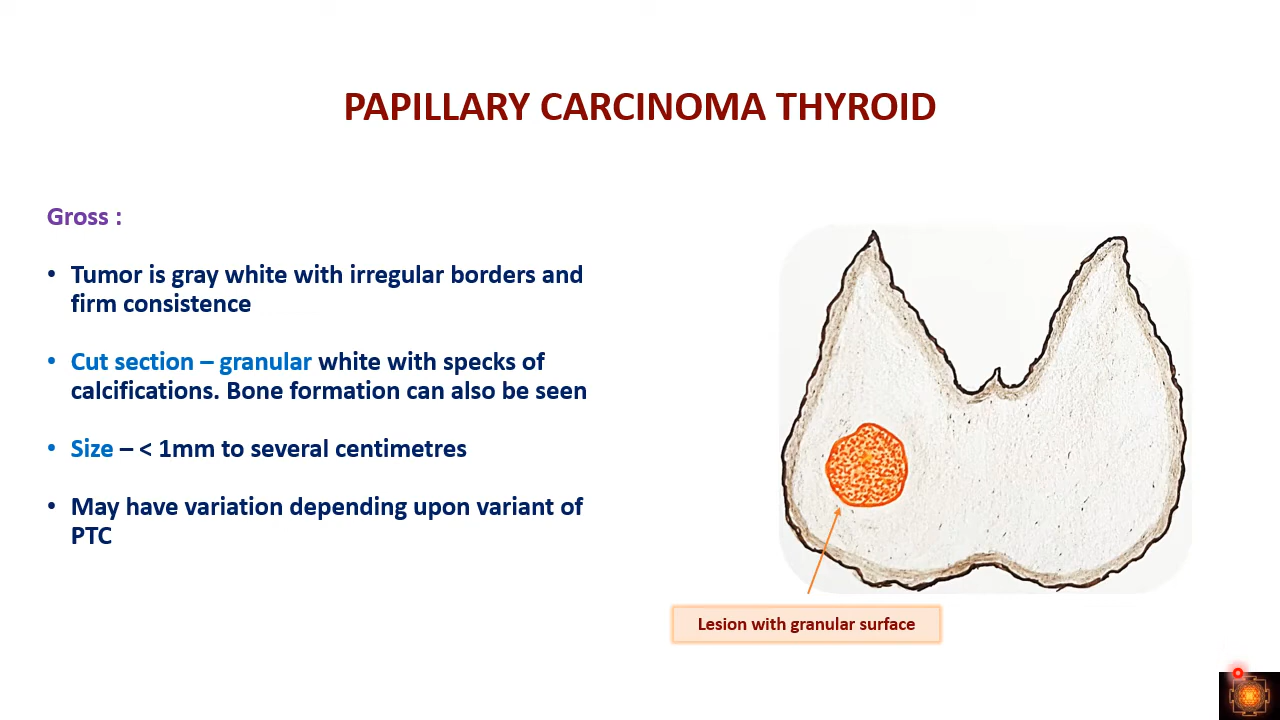 PAPILLARY CARCINOMA THYROID
Gross :
• Tumor is gray white with irregular borders and
firm consistence
• Cut section – granular white with specks of
calcifications. Bone formation can also be seen
• Size – < 1mm to several centimetres
• May have variation depending upon variant of
PTC
Lesion with granular surface